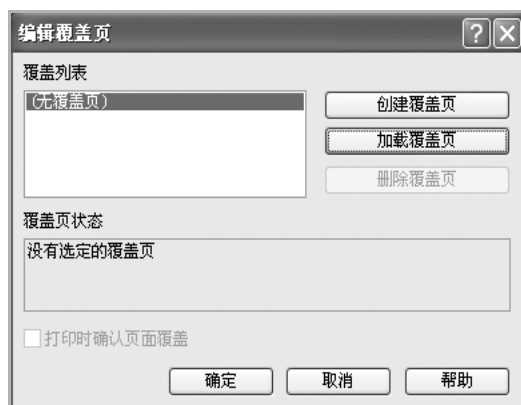 编辑覆盖页
覆盖列表
(无覆盖页)
创建覆盖页
加载覆盖页
删除覆盖页
覆盖页状态
没有选定的覆盖页
打印时确认页面覆盖
确定 取消 帮助